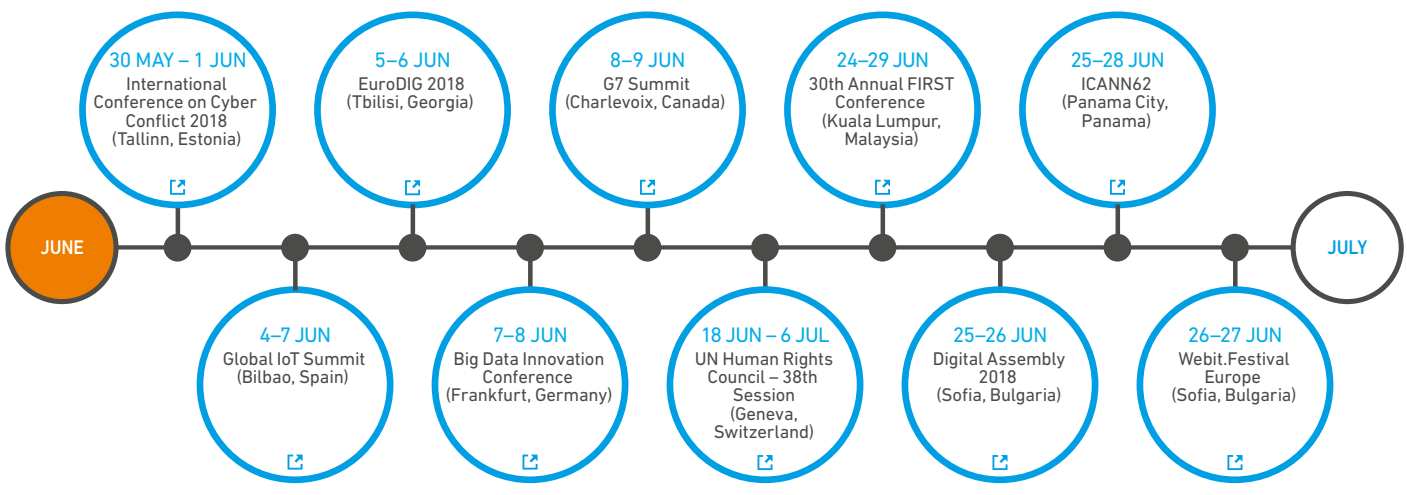 30 MAY – 1 JUN
International
Conference on Cyber
Conflict 2018
(Tallinn, Estonia)
5–6 JUN
EuroDIG 2018
(Tbilisi, Georgia)
8–9 JUN
G7 Summit
(Charlevoix, Canada)
24–29 JUN
30th Annual FIRST
Conference
(Kuala Lumpur,
Malaysia)
25–28 JUN
ICANN62
(Panama City,
Panama)
JUNE
JULY
4–7 JUN
Global IoT Summit
(Bilbao, Spain)
7–8 JUN
Big Data Innovation
Conference
(Frankfurt, Germany)
18 JUN – 6 JUL
UN Human Rights
Council – 38th
Session
(Geneva,
Switzerland)
25–26 JUN
Digital Assembly
2018
(Sofia, Bulgaria)
26–27 JUN
Webit.Festival
Europe
(Sofia, Bulgaria)